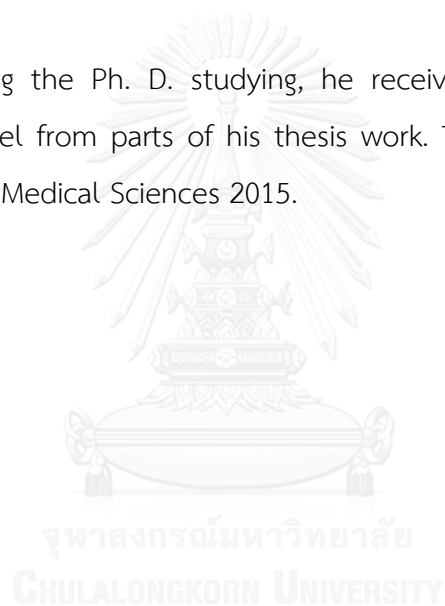 ng the Ph. D. studying, he receiv
el from parts of his thesis work. T
Medical Sciences 2015.
จุฬาลงกรณ์มหาวิทยาลัย
CHULALONGKORN UNIVERSITY